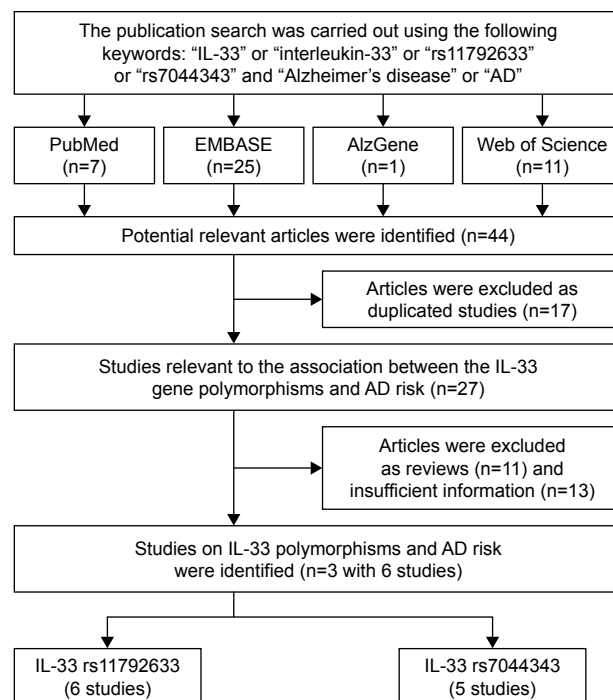 The publication search was carried out using the following
keywords: “IL-33” or “interleukin-33” or “rs11792633”
or “rs7044343” and “Alzheimer’s disease” or “AD”
PubMed
(n=7)
EMBASE
(n=25)
AlzGene
(n=1)
Web of Science
(n=11)
Potential relevant articles were identified (n=44)
Articles were excluded as
duplicated studies (n=17)
Studies relevant to the association between the IL-33
gene polymorphisms and AD risk (n=27)
Articles were excluded
as reviews (n=11) and
insufficient information (n=13)
Studies on IL-33 polymorphisms and AD risk
were identified (n=3 with 6 studies)
IL-33 rs11792633
(6 studies)
IL-33 rs7044343
(5 studies)